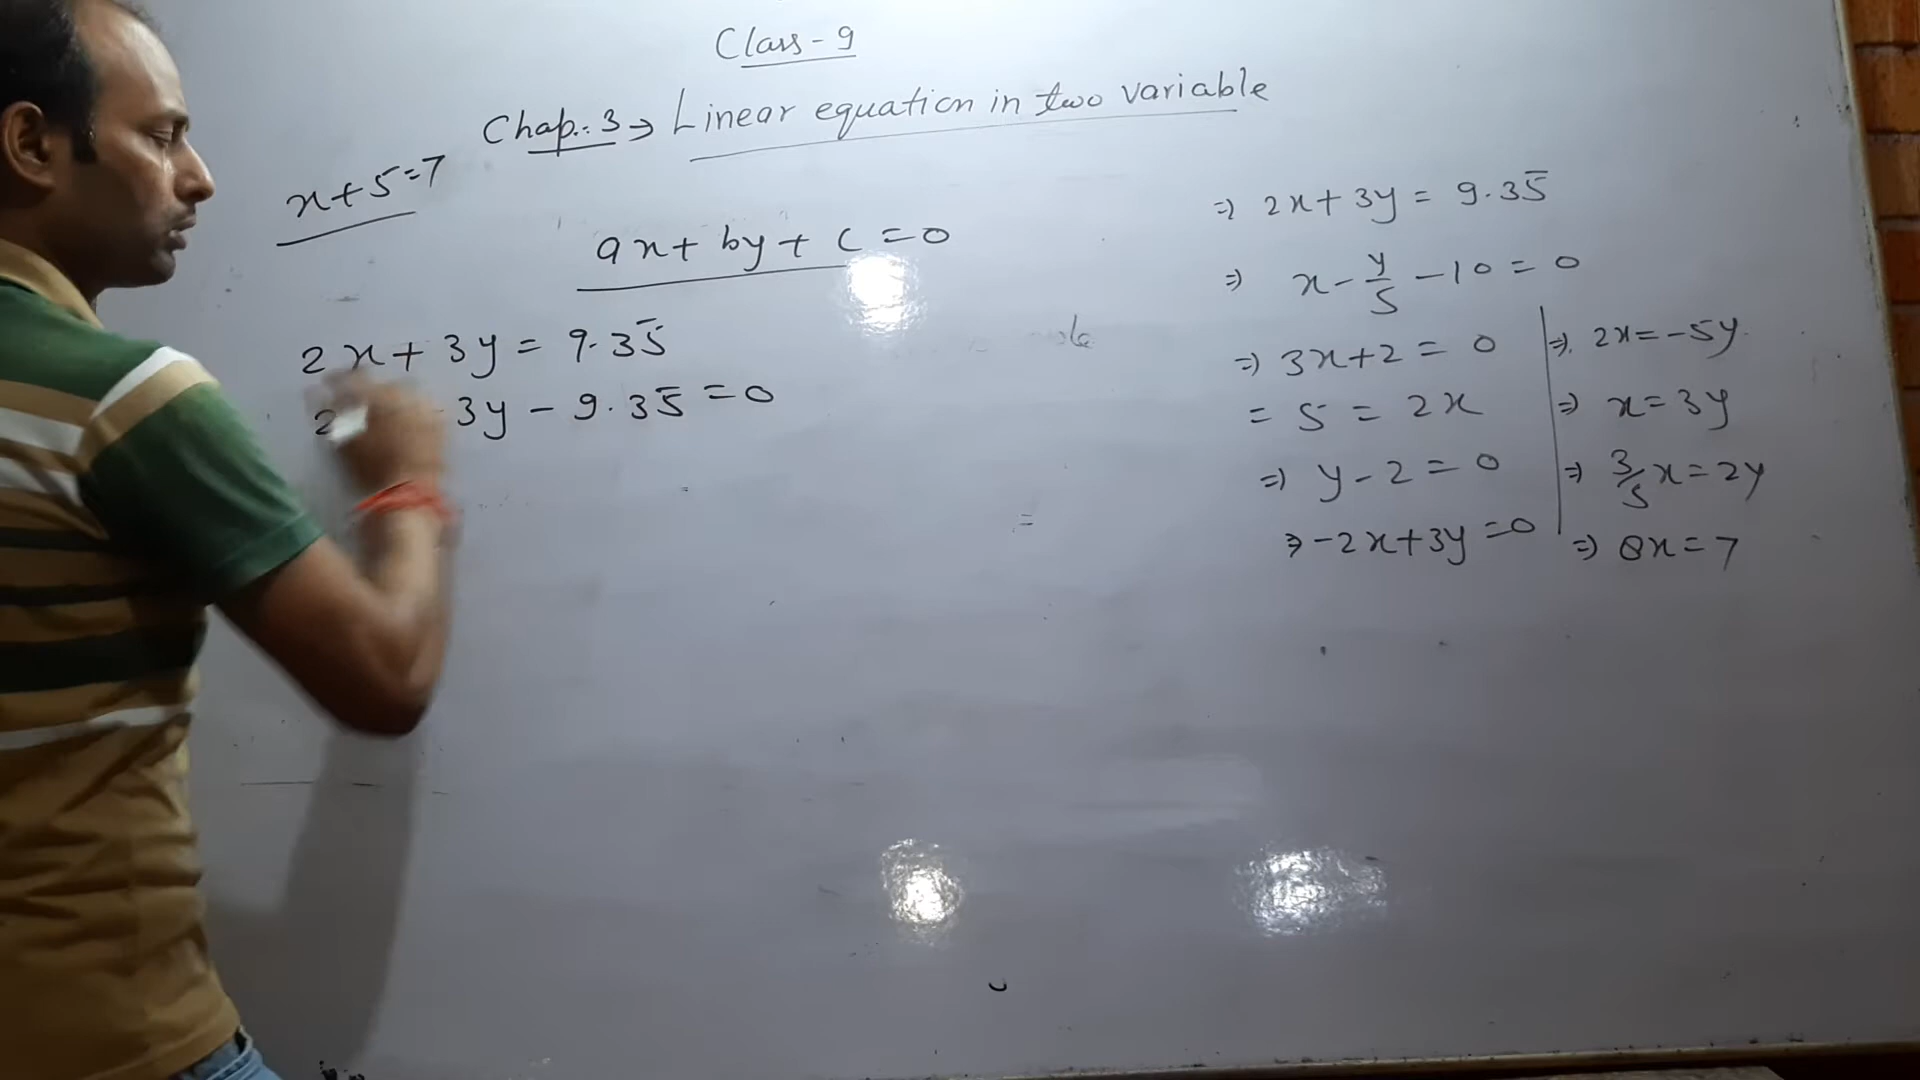 Class - 9
Chap.: 3 → Linear equation in two variable
x + 5 = 7
ax + by + c = 0
2x + 3y = 9.35̅
2 3y - 9.35̅ = 0
⇒ 2x + 3y = 9.35̅
⇒ x - y/5 - 10 = 0
⇒ 3x + 2 = 0
= 5 = 2x
⇒ y - 2 = 0
⇒ -2x + 3y = 0
⇒ 2x = -5y
⇒ x = 3y
⇒ 3/5 x = 2y
⇒ 8x = 7